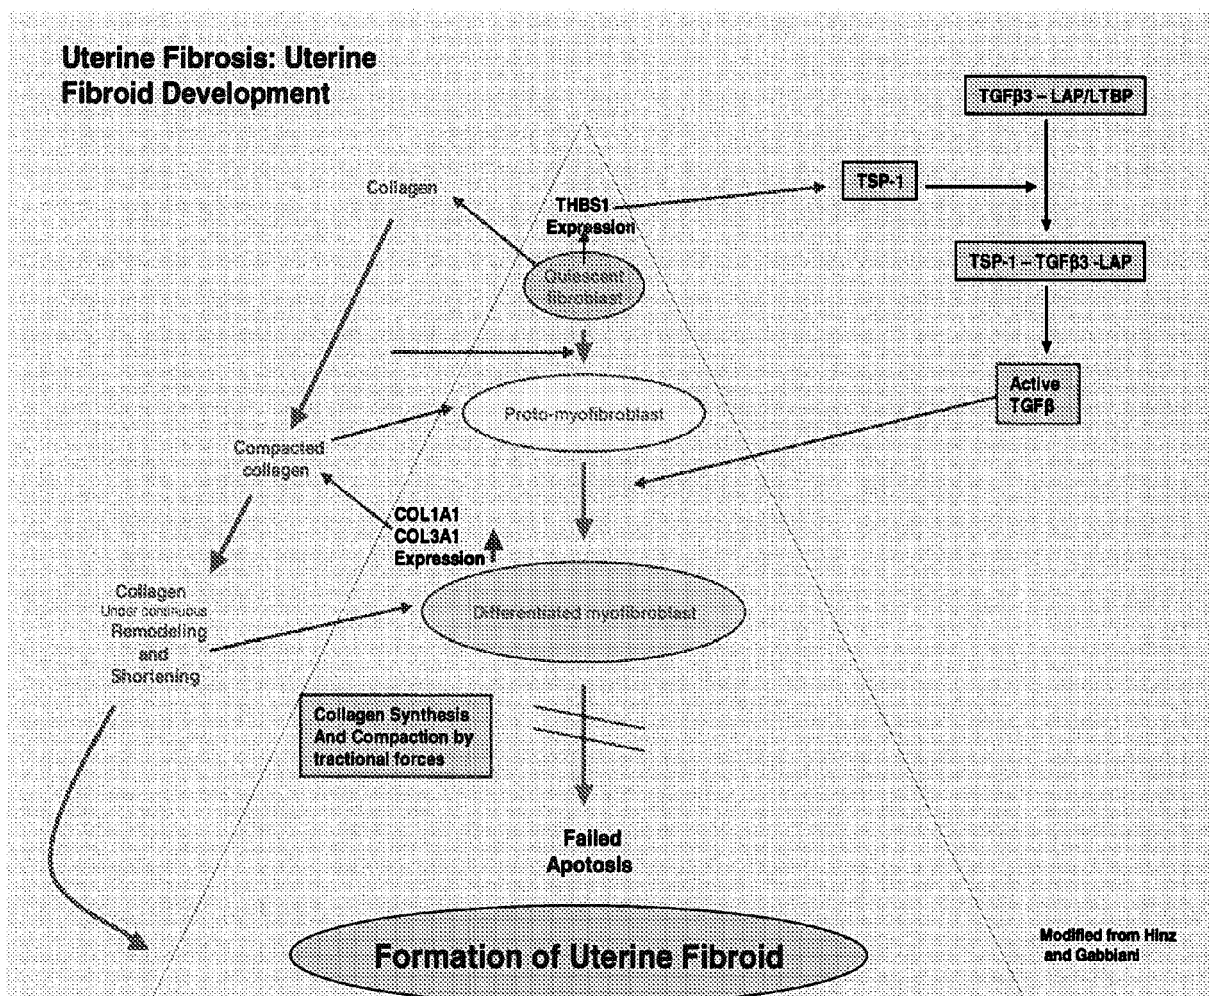 Uterine Fibrosis: Uterine
Fibroid Development
TGFβ3 – LAP/LTBP
Collagen
TSP-1
THBS1
Expression
TSP-1 – TGFβ3 -LAP
Quiescent
fibroblast
Active
TGFβ
Proto-myofibroblast
Compacted
collagen
COL1A1
COL3A1
Expression
Collagen
Under continuous
Remodeling
and
Shortening
Differentiated myofibroblast
Collagen Synthesis
And Compaction by
tractional forces
Failed
Apotosis
Formation of Uterine Fibroid
Modified from Hinz
and Gabbiani